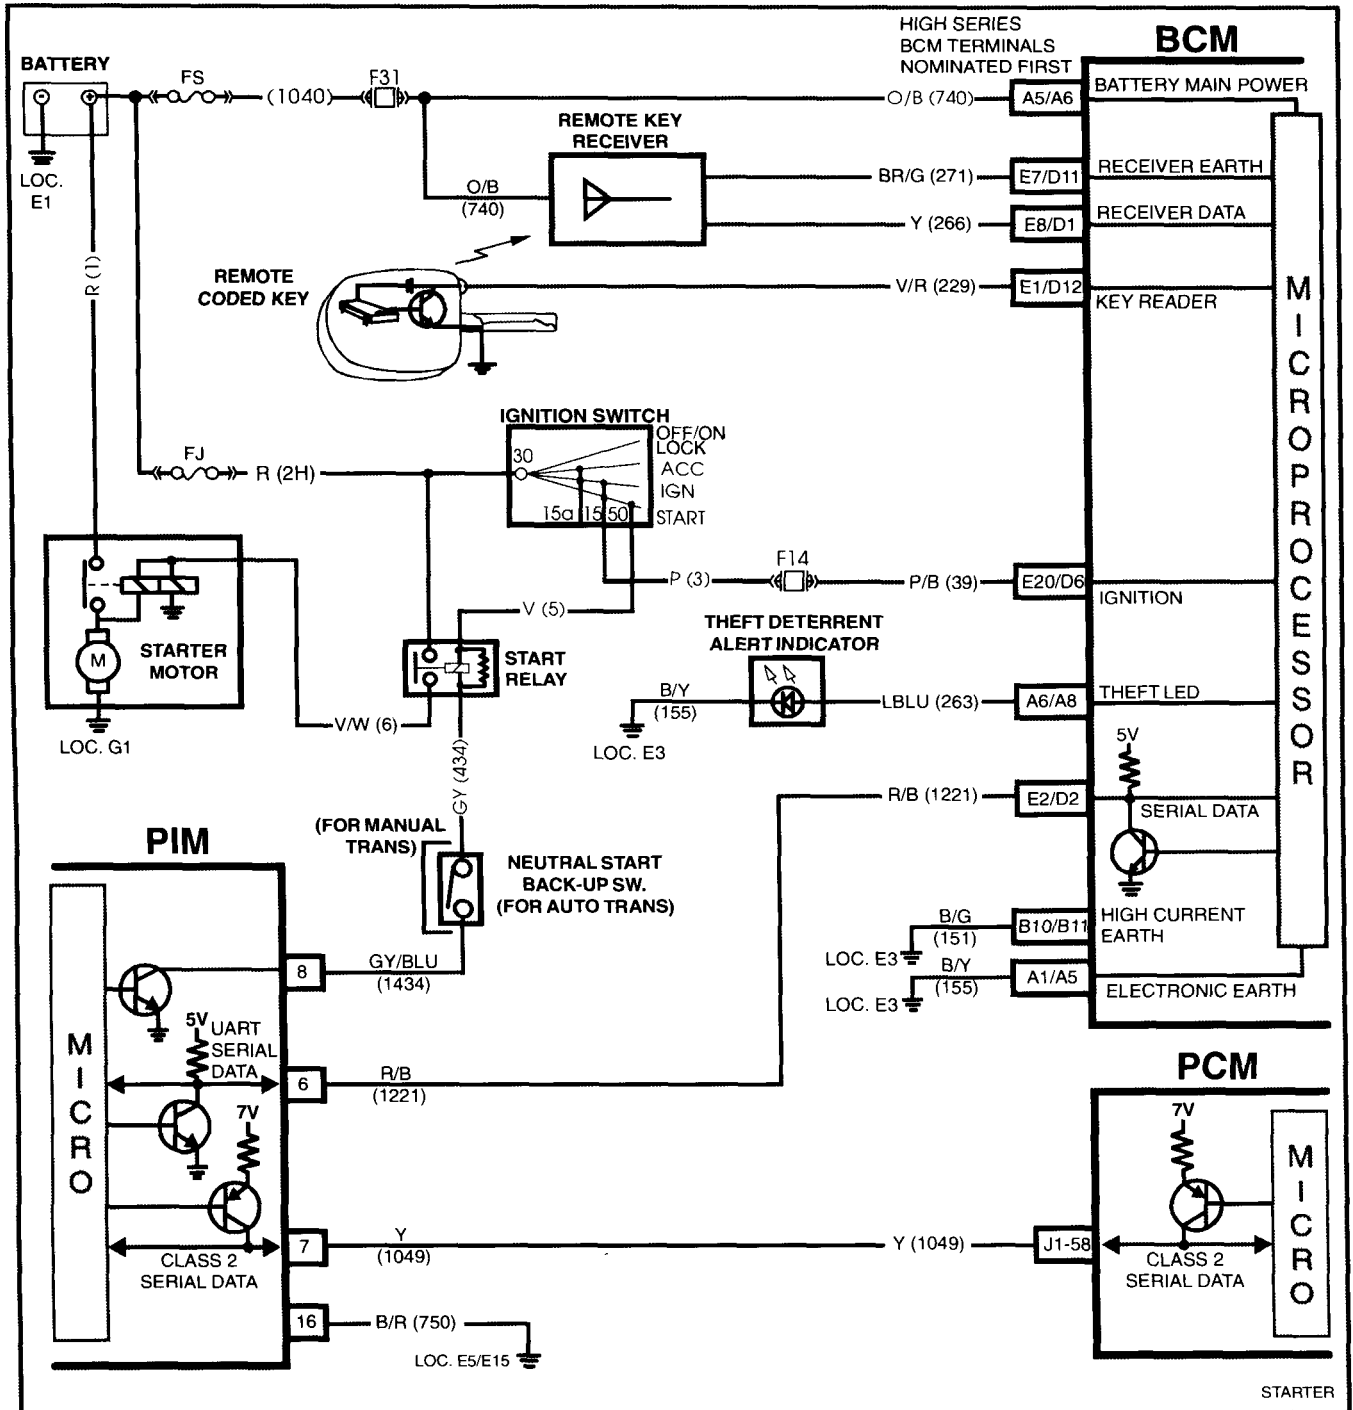 HIGH SERIES
BCM TERMINALS
NOMINATED FIRST
BCM
BATTERY
FS
(1040)
F31
O/B (740)
A5/A6
BATTERY MAIN POWER
LOC.
E1
REMOTE KEY
RECEIVER
O/B
(740)
BR/G (271)
E7/D11
RECEIVER EARTH
Y (266)
E8/D1
RECEIVER DATA
R (1)
REMOTE
CODED KEY
V/R (229)
E1/D12
KEY READER
MICROPROCESSOR
IGNITION SWITCH
OFF/ON
LOCK
ACC
IGN
START
30
15a
15
50
FJ
R (2H)
P (3)
F14
P/B (39)
E20/D6
IGNITION
V (5)
STARTER
MOTOR
M
LOC. G1
START
RELAY
V/W (6)
THEFT DETERRENT
ALERT INDICATOR
B/Y
(155)
LOC. E3
LBLU (263)
A6/A8
THEFT LED
5V
GY (434)
R/B (1221)
E2/D2
SERIAL DATA
PIM
(FOR MANUAL
TRANS)
NEUTRAL START
BACK-UP SW.
(FOR AUTO TRANS)
B/G
(151)
B10/B11
HIGH CURRENT
EARTH
LOC. E3
B/Y
(155)
A1/A5
ELECTRONIC EARTH
LOC. E3
8
GY/BLU
(1434)
MICRO
5V
UART
SERIAL
DATA
6
R/B
(1221)
7V
CLASS 2
SERIAL DATA
7
Y
(1049)
Y (1049)
J1-58
PCM
7V
CLASS 2
SERIAL DATA
MICRO
16
B/R (750)
LOC. E5/E15
STARTER